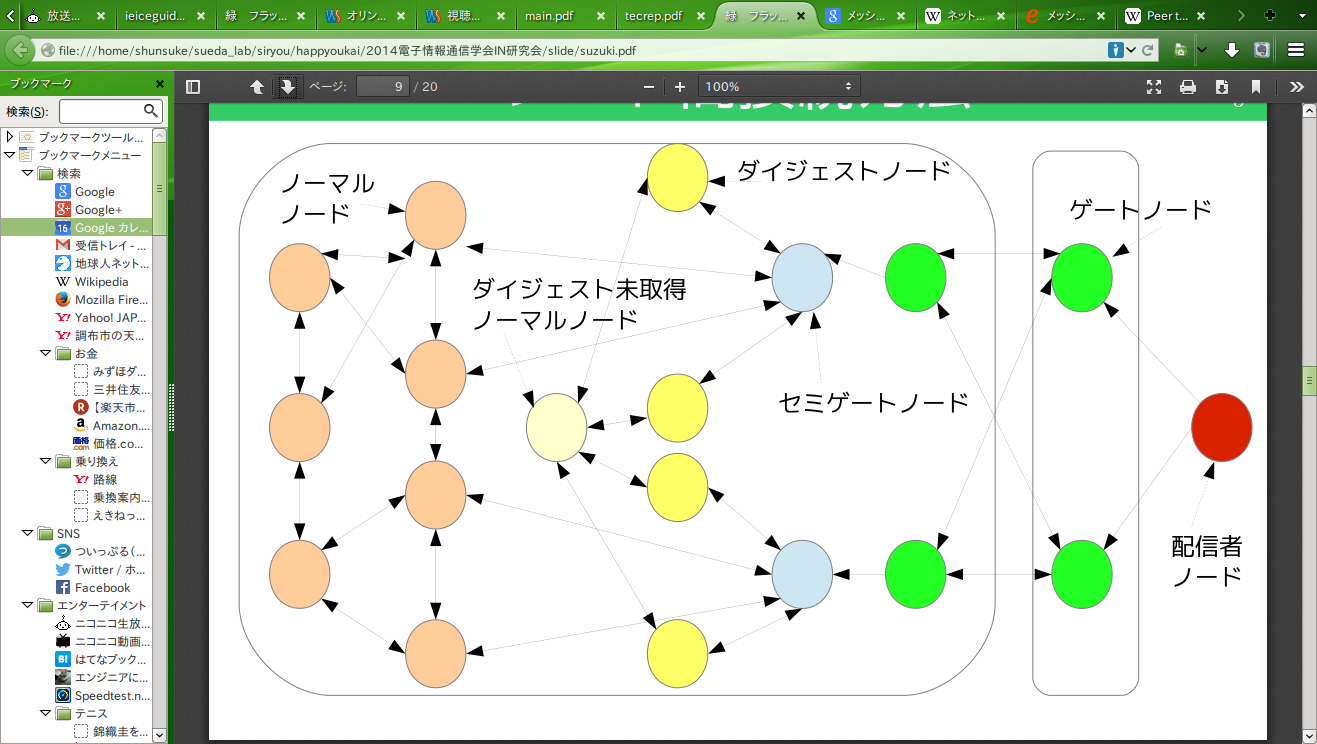 放送...
ieiceguid...
緑 フラッ...
オリン...
視聴...
main.pdf
tecrep.pdf
緑 フラッ...
メッシ...
ネット...
メッシ...
Peer t...
file:///home/shunsuke/sueda_lab/siryou/happyoukai/2014電子情報通信学会IN研究会/slide/suzuki.pdf
ブックマーク
ページ: 9 / 20
100%
検索(S):
ブックマークツール...
ブックマークメニュー
検索
Google
Google+
Google カレ...
受信トレイ - ...
地球人ネット...
Wikipedia
Mozilla Fire...
Yahoo! JAP...
調布市の天...
お金
みずほダ...
三井住友...
【楽天市...
Amazon....
価格.co...
乗り換え
路線
乗換案内...
えきねっ...
SNS
ついっぷる(...
Twitter / ホ...
Facebook
エンターテイメント
ニコニコ生放...
ニコニコ動画...
はてなブック...
エンジニアに...
Speedtest.n...
テニス
錦織圭を...
ノーマル
ノード
ダイジェストノード
ゲートノード
ダイジェスト未取得
ノーマルノード
セミゲートノード
配信者
ノード